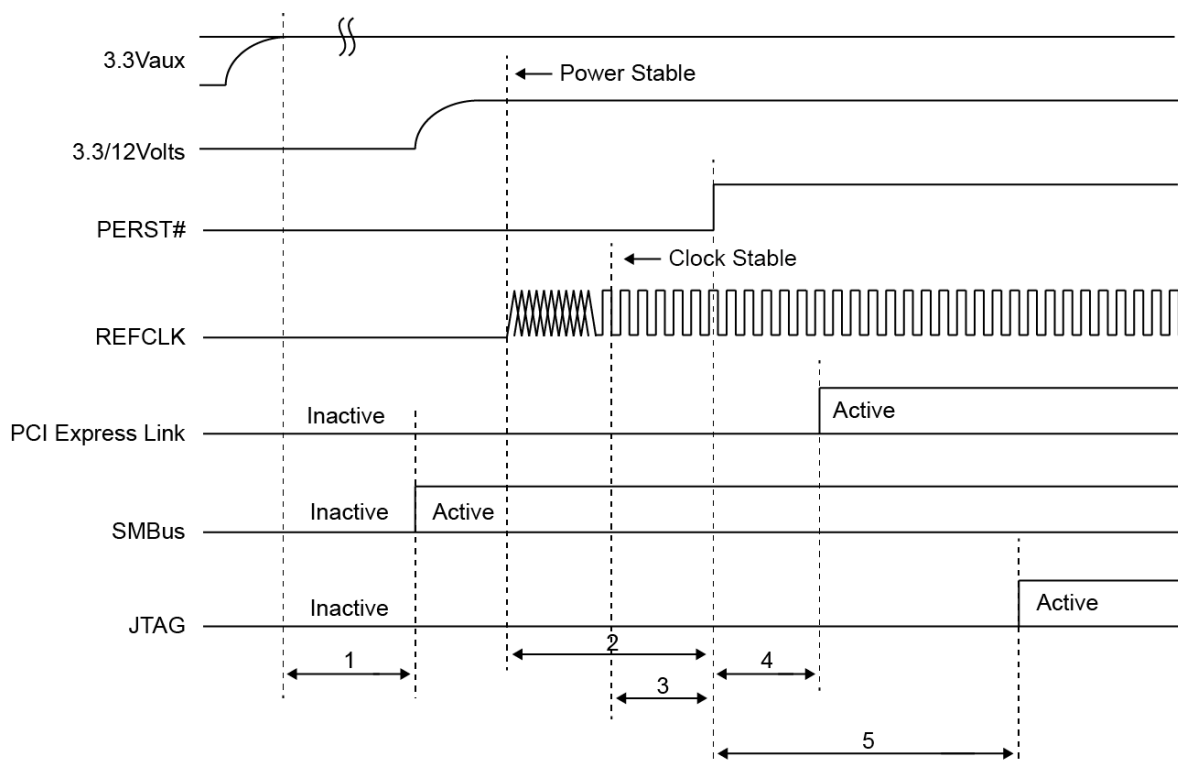 3.3Vaux
Power Stable
3.3/12Volts
PERST#
Clock Stable
REFCLK
PCI Express Link
Inactive
Active
SMBus
Inactive
Active
JTAG
Inactive
Active
1
2
3
4
5